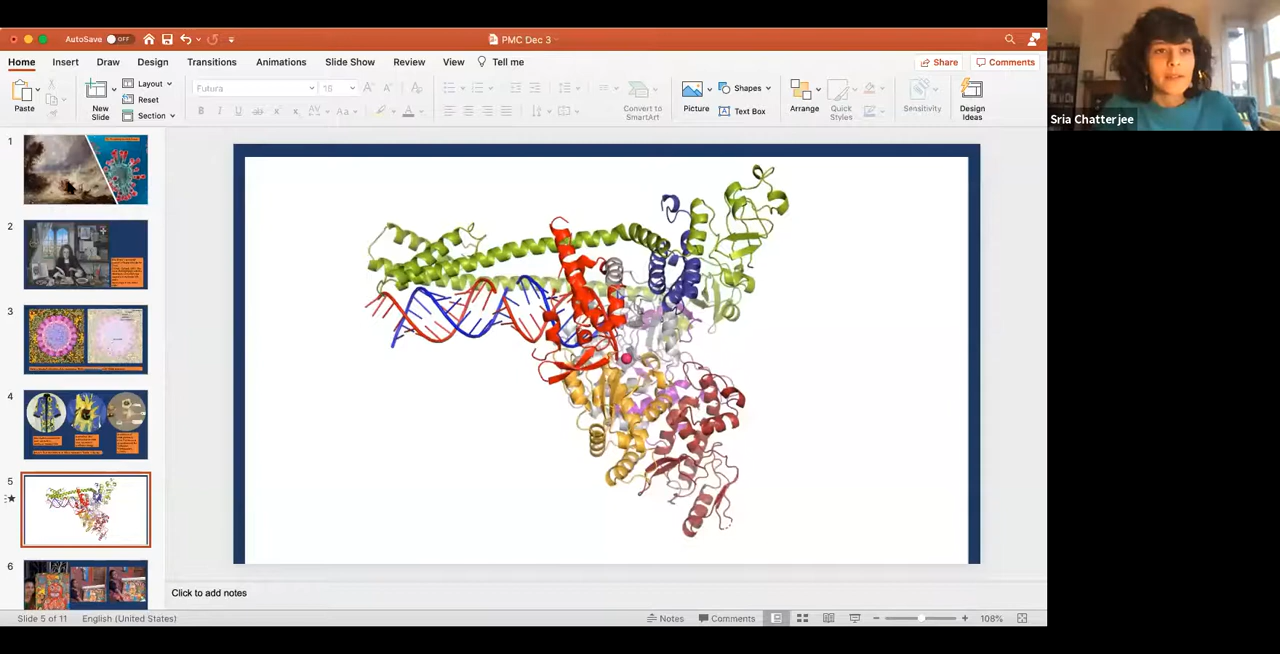 AutoSave OFF
PMC Dec 3
Home Insert Draw Design Transitions Animations Slide Show Review View Tell me
Share Comments
Paste
New Slide
Layout
Reset
Section
Futura 16
Convert to SmartArt
Picture
Shapes
Text Box
Arrange
Quick Styles
Sensitivity
Design Ideas
Sria Chatterjee
1
2
3
4
5
6
Click to add notes
Slide 5 of 11 English (United States) Notes Comments 108%